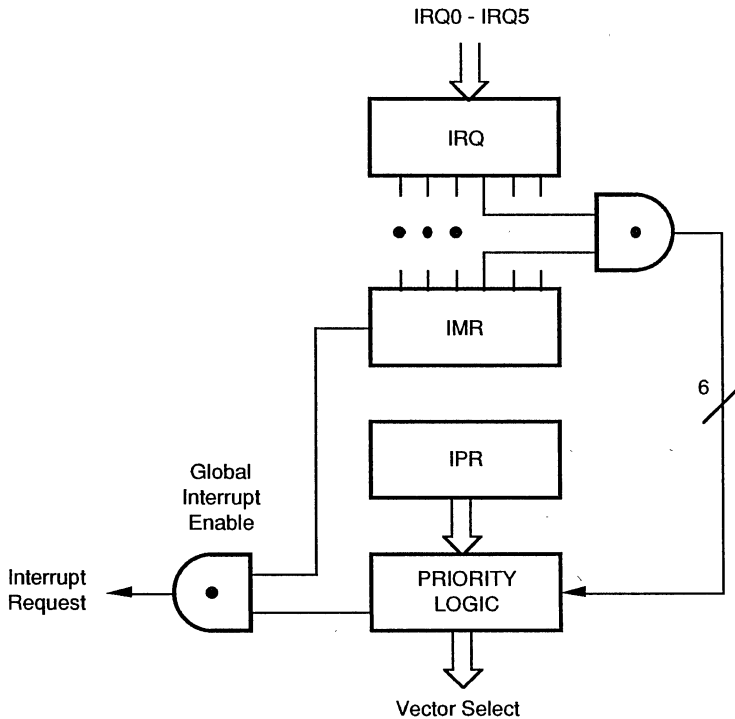 IRQ0 - IRQ5
IRQ
IMR
6
IPR
Global
Interrupt
Enable
Interrupt
Request
PRIORITY
LOGIC
Vector Select